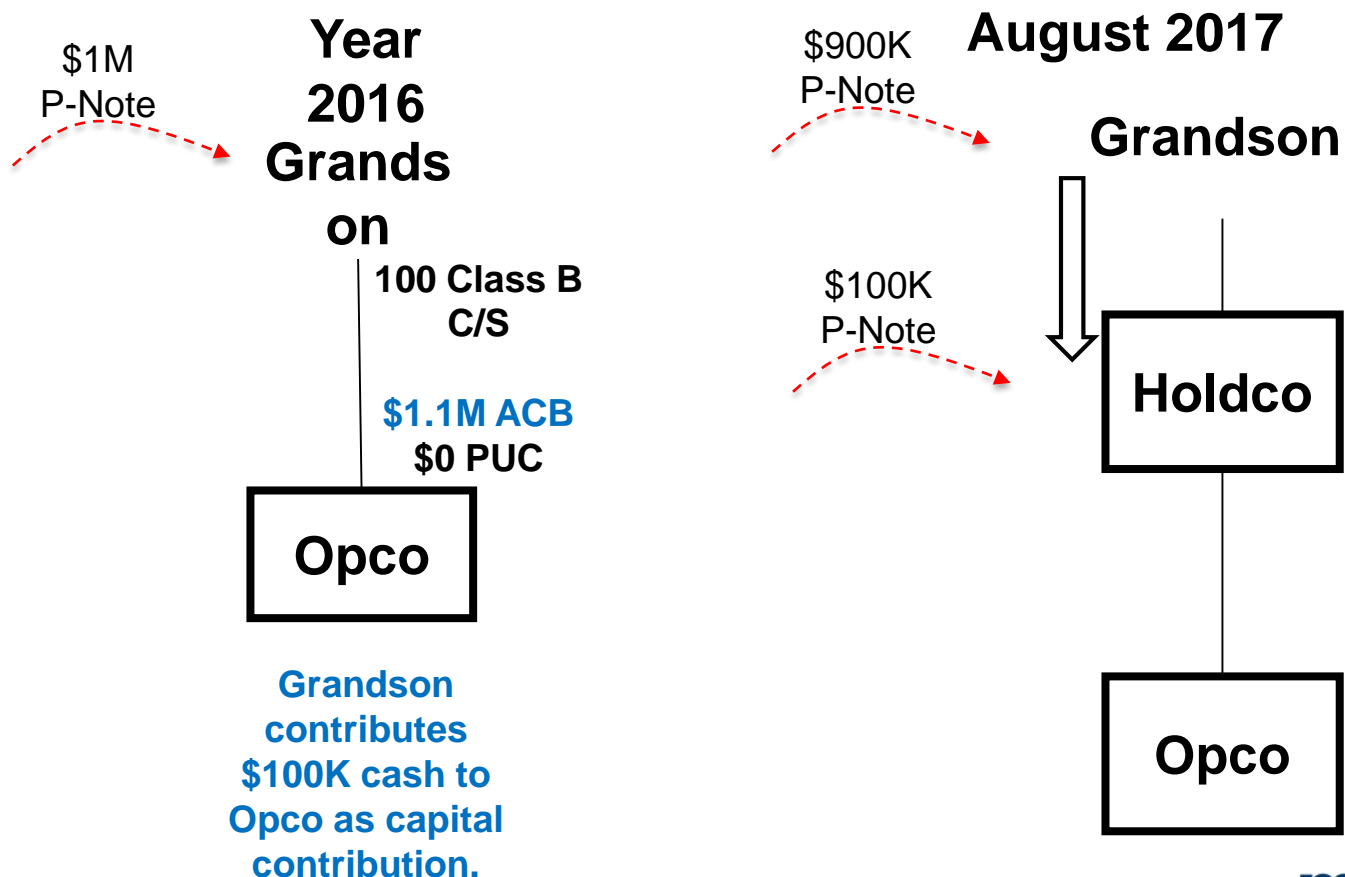 $1M
P-Note
Year
2016
Grands
on
100 Class B
C/S
$1.1M ACB
$0 PUC
Opco
Grandson
contributes
$100K cash to
Opco as capital
contribution.
August 2017
$900K
P-Note
Grandson
$100K
P-Note
Holdco
Opco